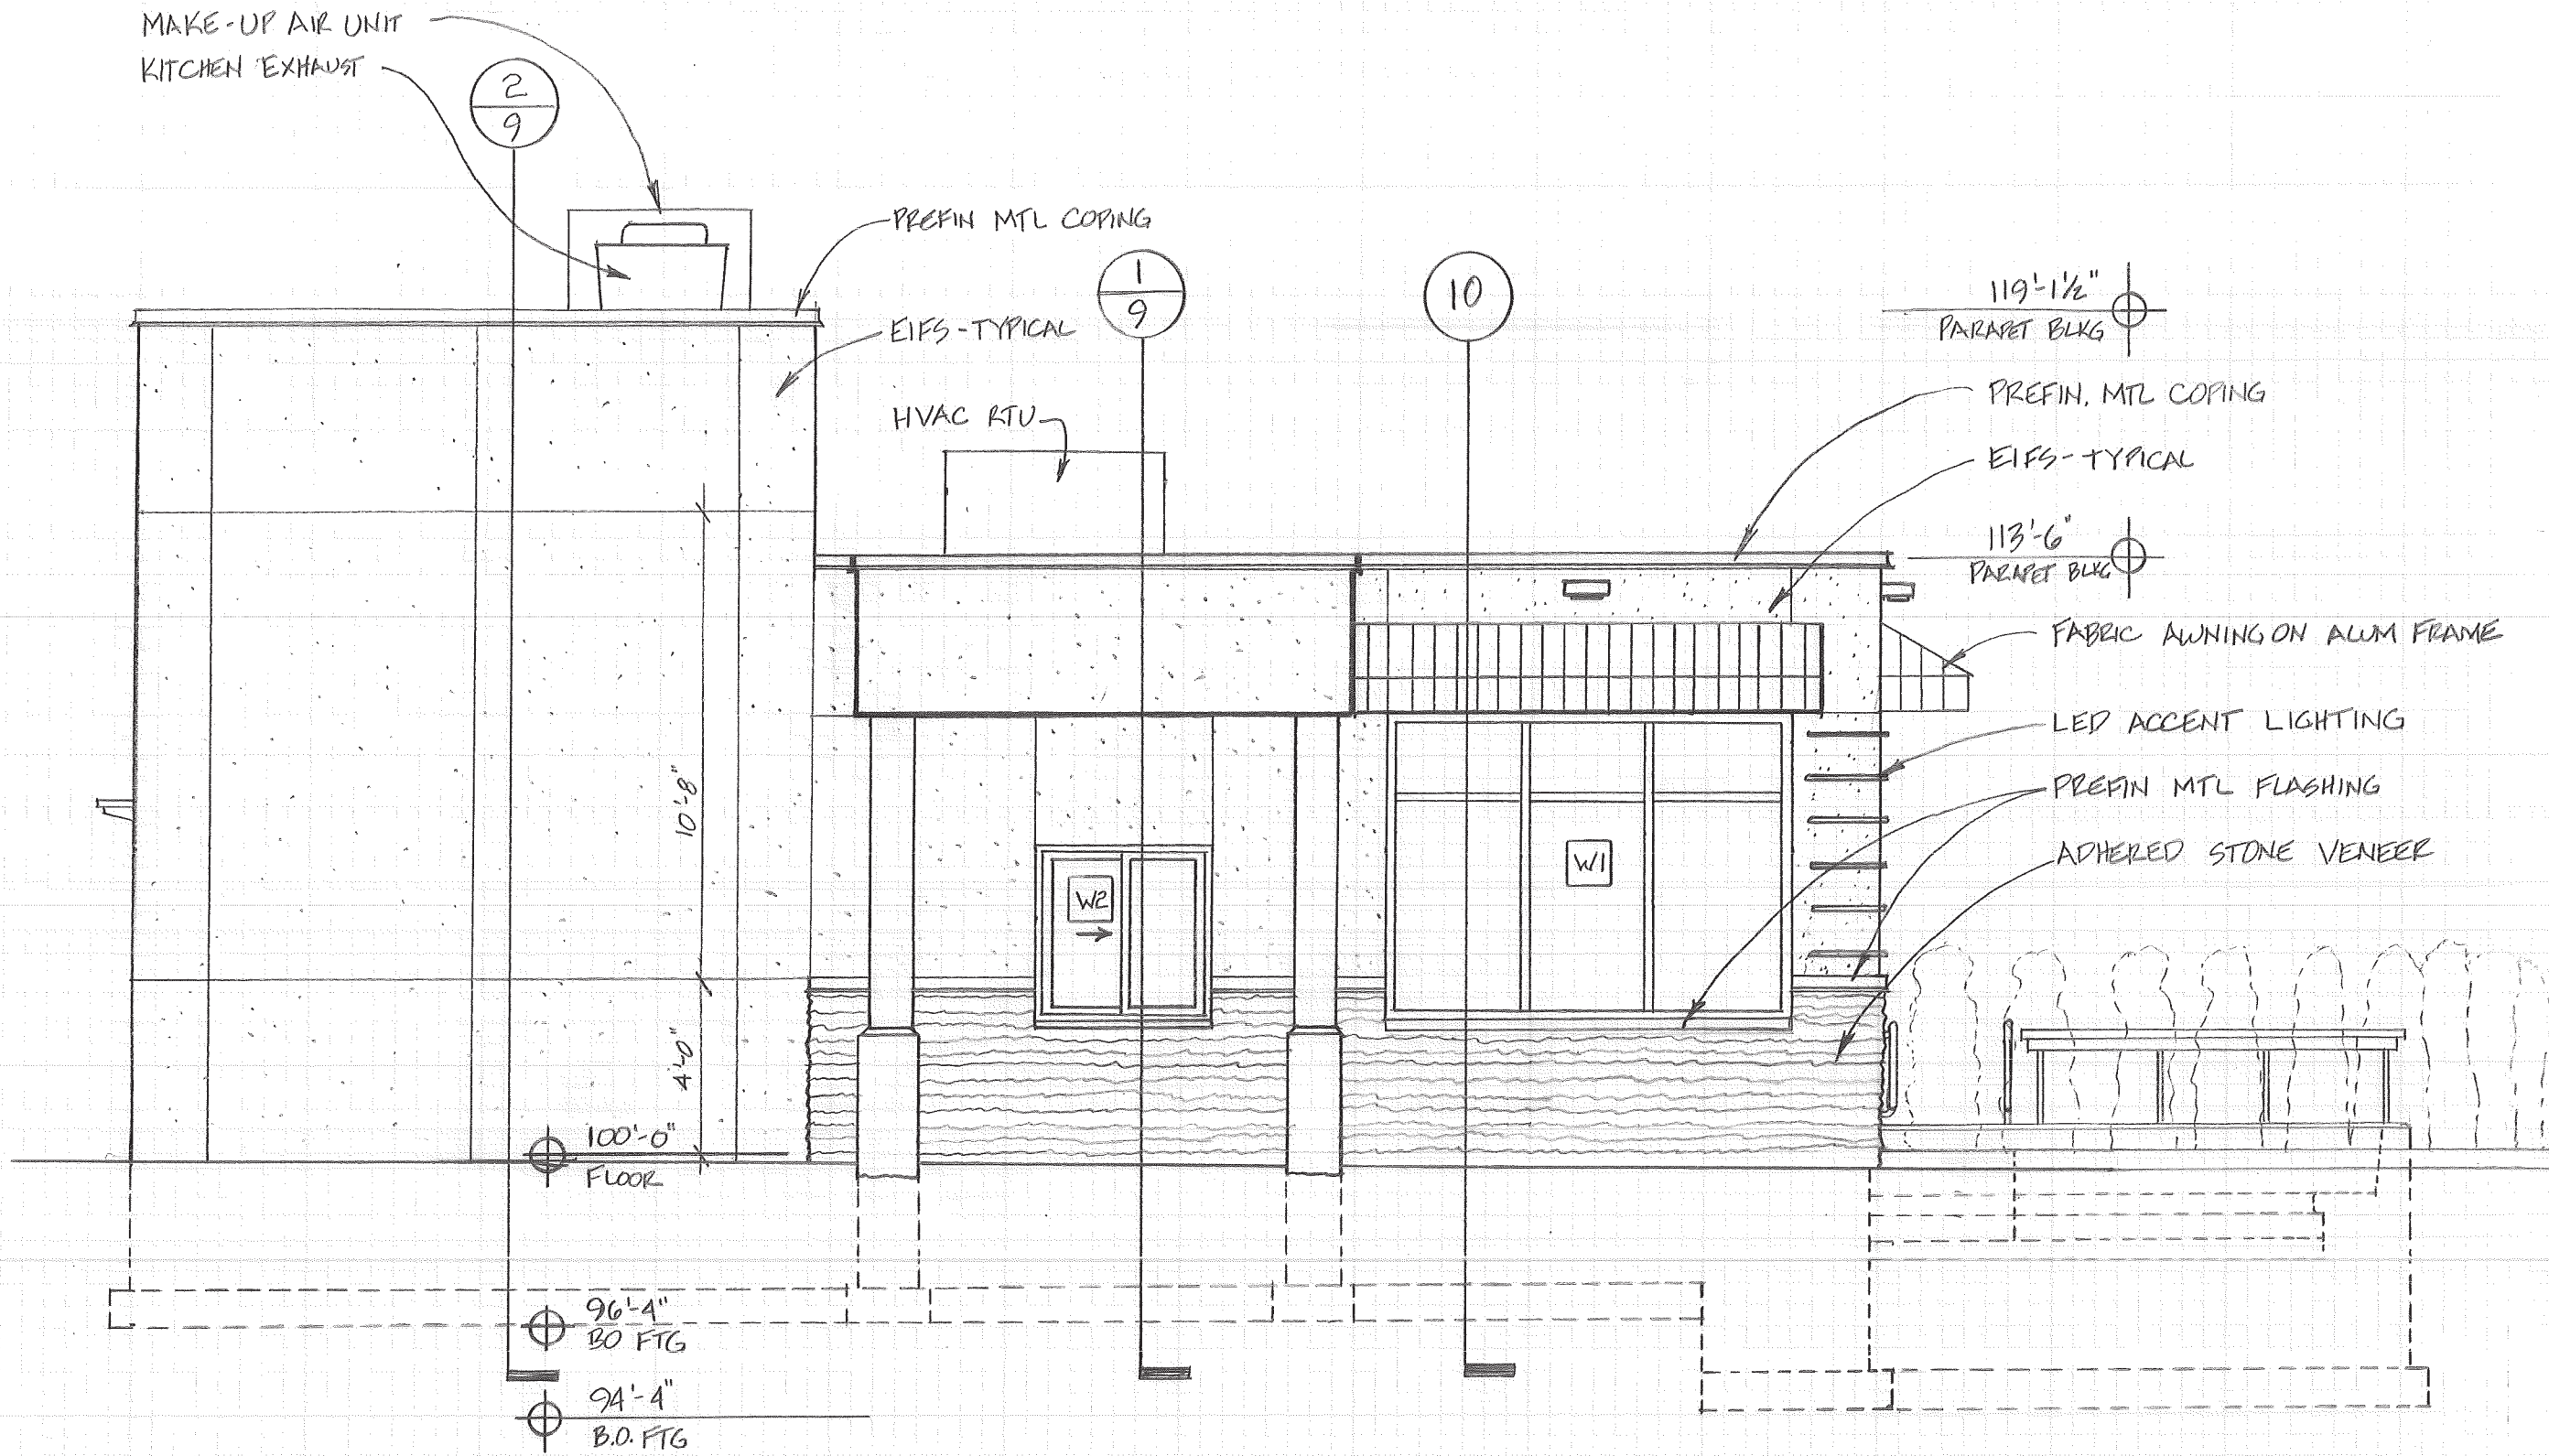 MAKE-UP AIR UNIT
KITCHEN EXHAUST
2
9
PREFIN MTL COPING
EIFS-TYPICAL
HVAC RTU
1
9
10
119'-1½"
PARAPET BLKG
PREFIN. MTL COPING
EIFS-TYPICAL
113'-6"
PARAPET BLKG
FABRIC AWNING ON ALUM FRAME
LED ACCENT LIGHTING
PREFIN MTL FLASHING
ADHERED STONE VENEER
10'-8"
4'-0"
W2
W1
100'-0"
FLOOR
96'-4"
BO FTG
94'-4"
B.O. FTG